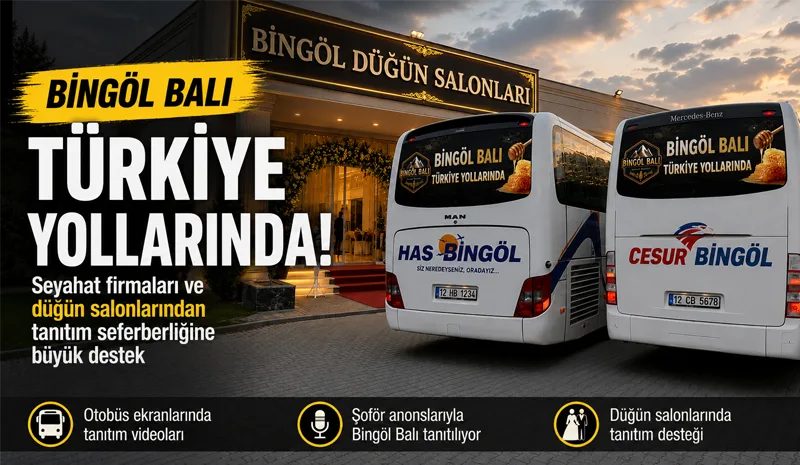 BİNGÖL DÜĞÜN SALONLARI
BİNGÖL BALI
TÜRKİYE
YOLLARINDA!
Seyahat firmaları ve
düğün salonlarından
tanıtım seferberliğine
büyük destek
BİNGÖL BALI
BİNGÖL BALI
TÜRKİYE YOLLARINDA
MAN
HAS BİNGÖL
SİZ NEREDEYSENİZ, ORADAYIZ...
12 HB 1234
Mercedes-Benz
BİNGÖL BALI
BİNGÖL BALI
TÜRKİYE YOLLARINDA
CESUR BİNGÖL
12 CB 5678
Otobüs ekranlarında
tanıtım videoları
Şoför anonslarıyla
Bingöl Balı tanıtılıyor
Düğün salonlarında
tanıtım desteği